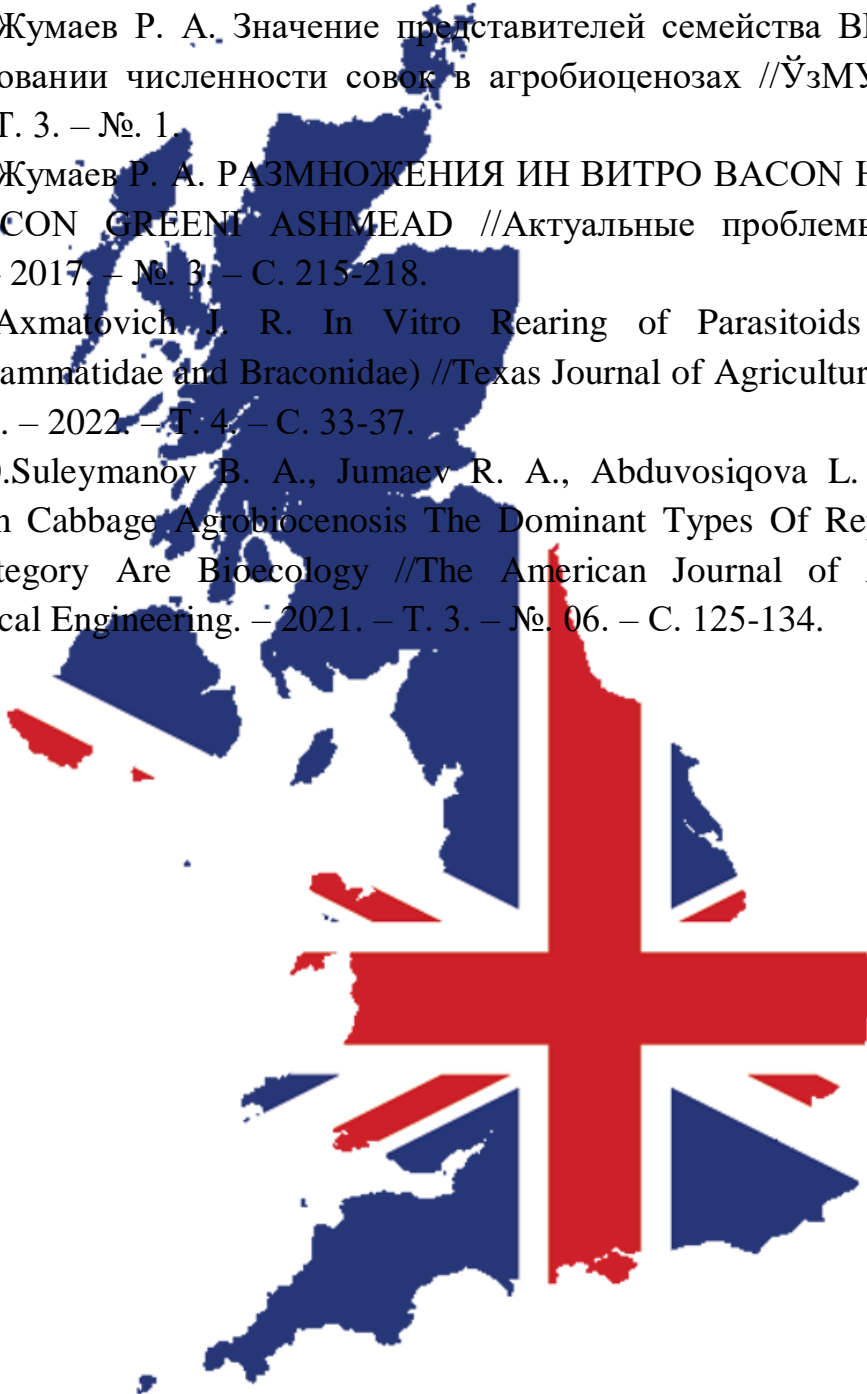 Жумаев Р. А. Значение представителей семейства
овании численности совок в агробиоценозах //ЎзМУ
Т. 3. – №. 1.
Жумаев Р. А. РАЗМНОЖЕНИЯ ИН ВИТРО BACON
CON GREENI ASHMEAD //Актуальные проблемы
2017. – №. 3. – С. 215-218.
Axmatovich J. R. In Vitro Rearing of Parasitoids
ammatidae and Braconidae) //Texas Journal of Agricultur
. – 2022. – Т. 4. – С. 33-37.
.Suleymanov B. A., Jumaev R. A., Abduvosiqova L.
n Cabbage Agrobiocenosis The Dominant Types Of Rep
tegory Are Bioecology //The American Journal of
cal Engineering. – 2021. – Т. 3. – №. 06. – С. 125-134.